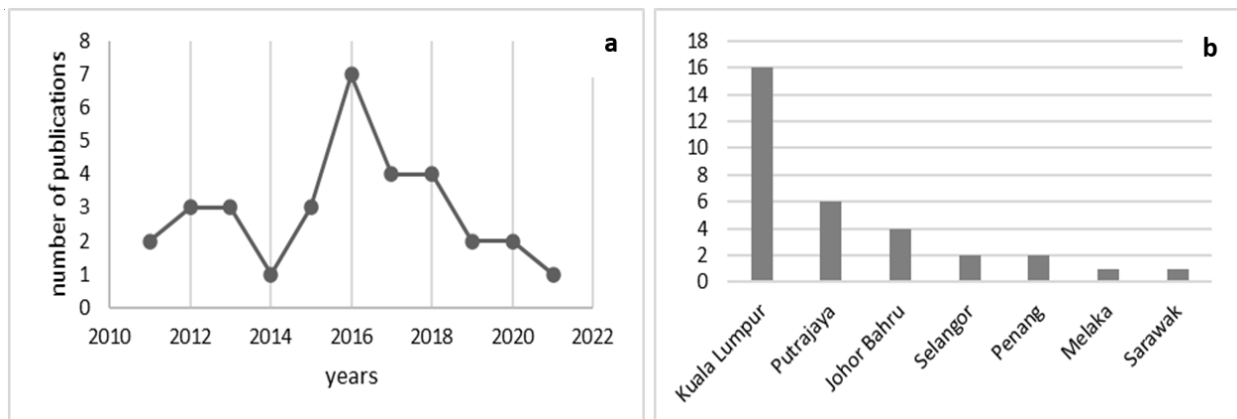 a
8
7
6
5
4
3
2
1
0
number of publications
2010 2012 2014 2016 2018 2020 2022
years
b
18
16
14
12
10
8
6
4
2
0
Kuala Lumpur
Putrajaya
Johor Bahru
Selangor
Penang
Melaka
Sarawak